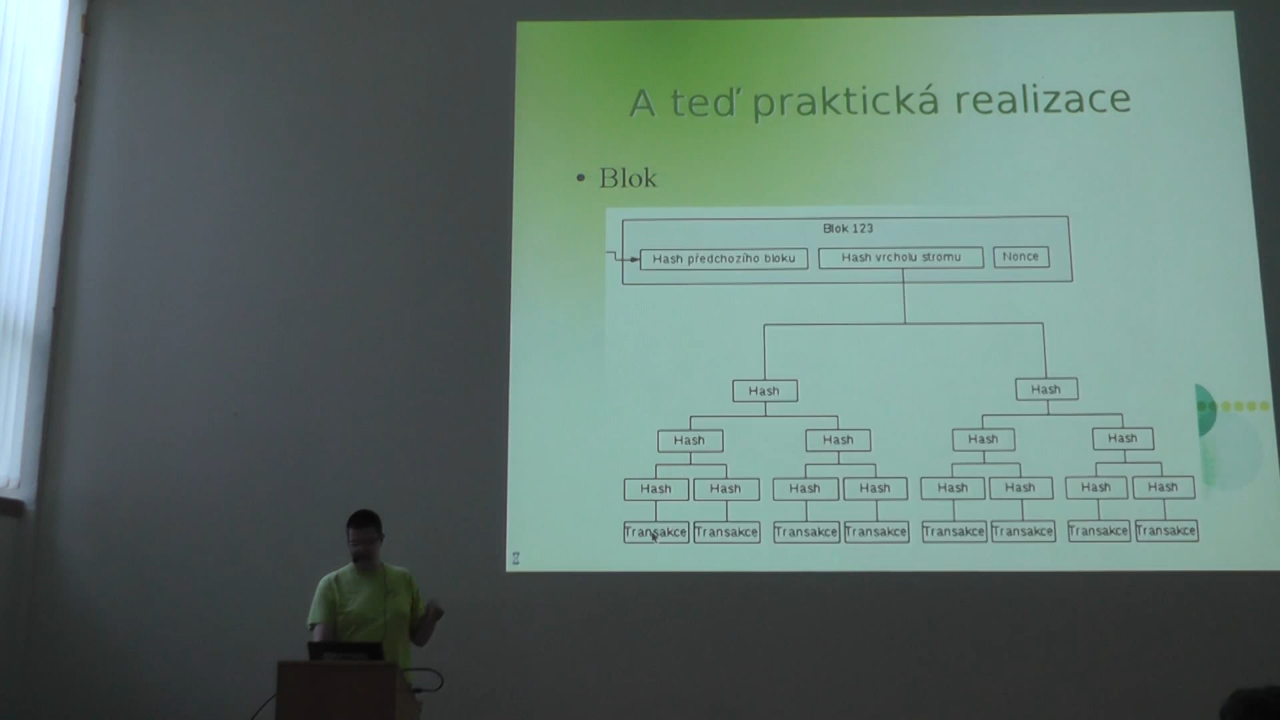 A teď praktická realizace
• Blok
Blok 123
Hash předchozího bloku Hash vrcholu stromu Nonce
Hash Hash
Hash Hash Hash Hash
Hash Hash Hash Hash Hash Hash Hash Hash
Transakce Transakce Transakce Transakce Transakce Transakce Transakce Transakce